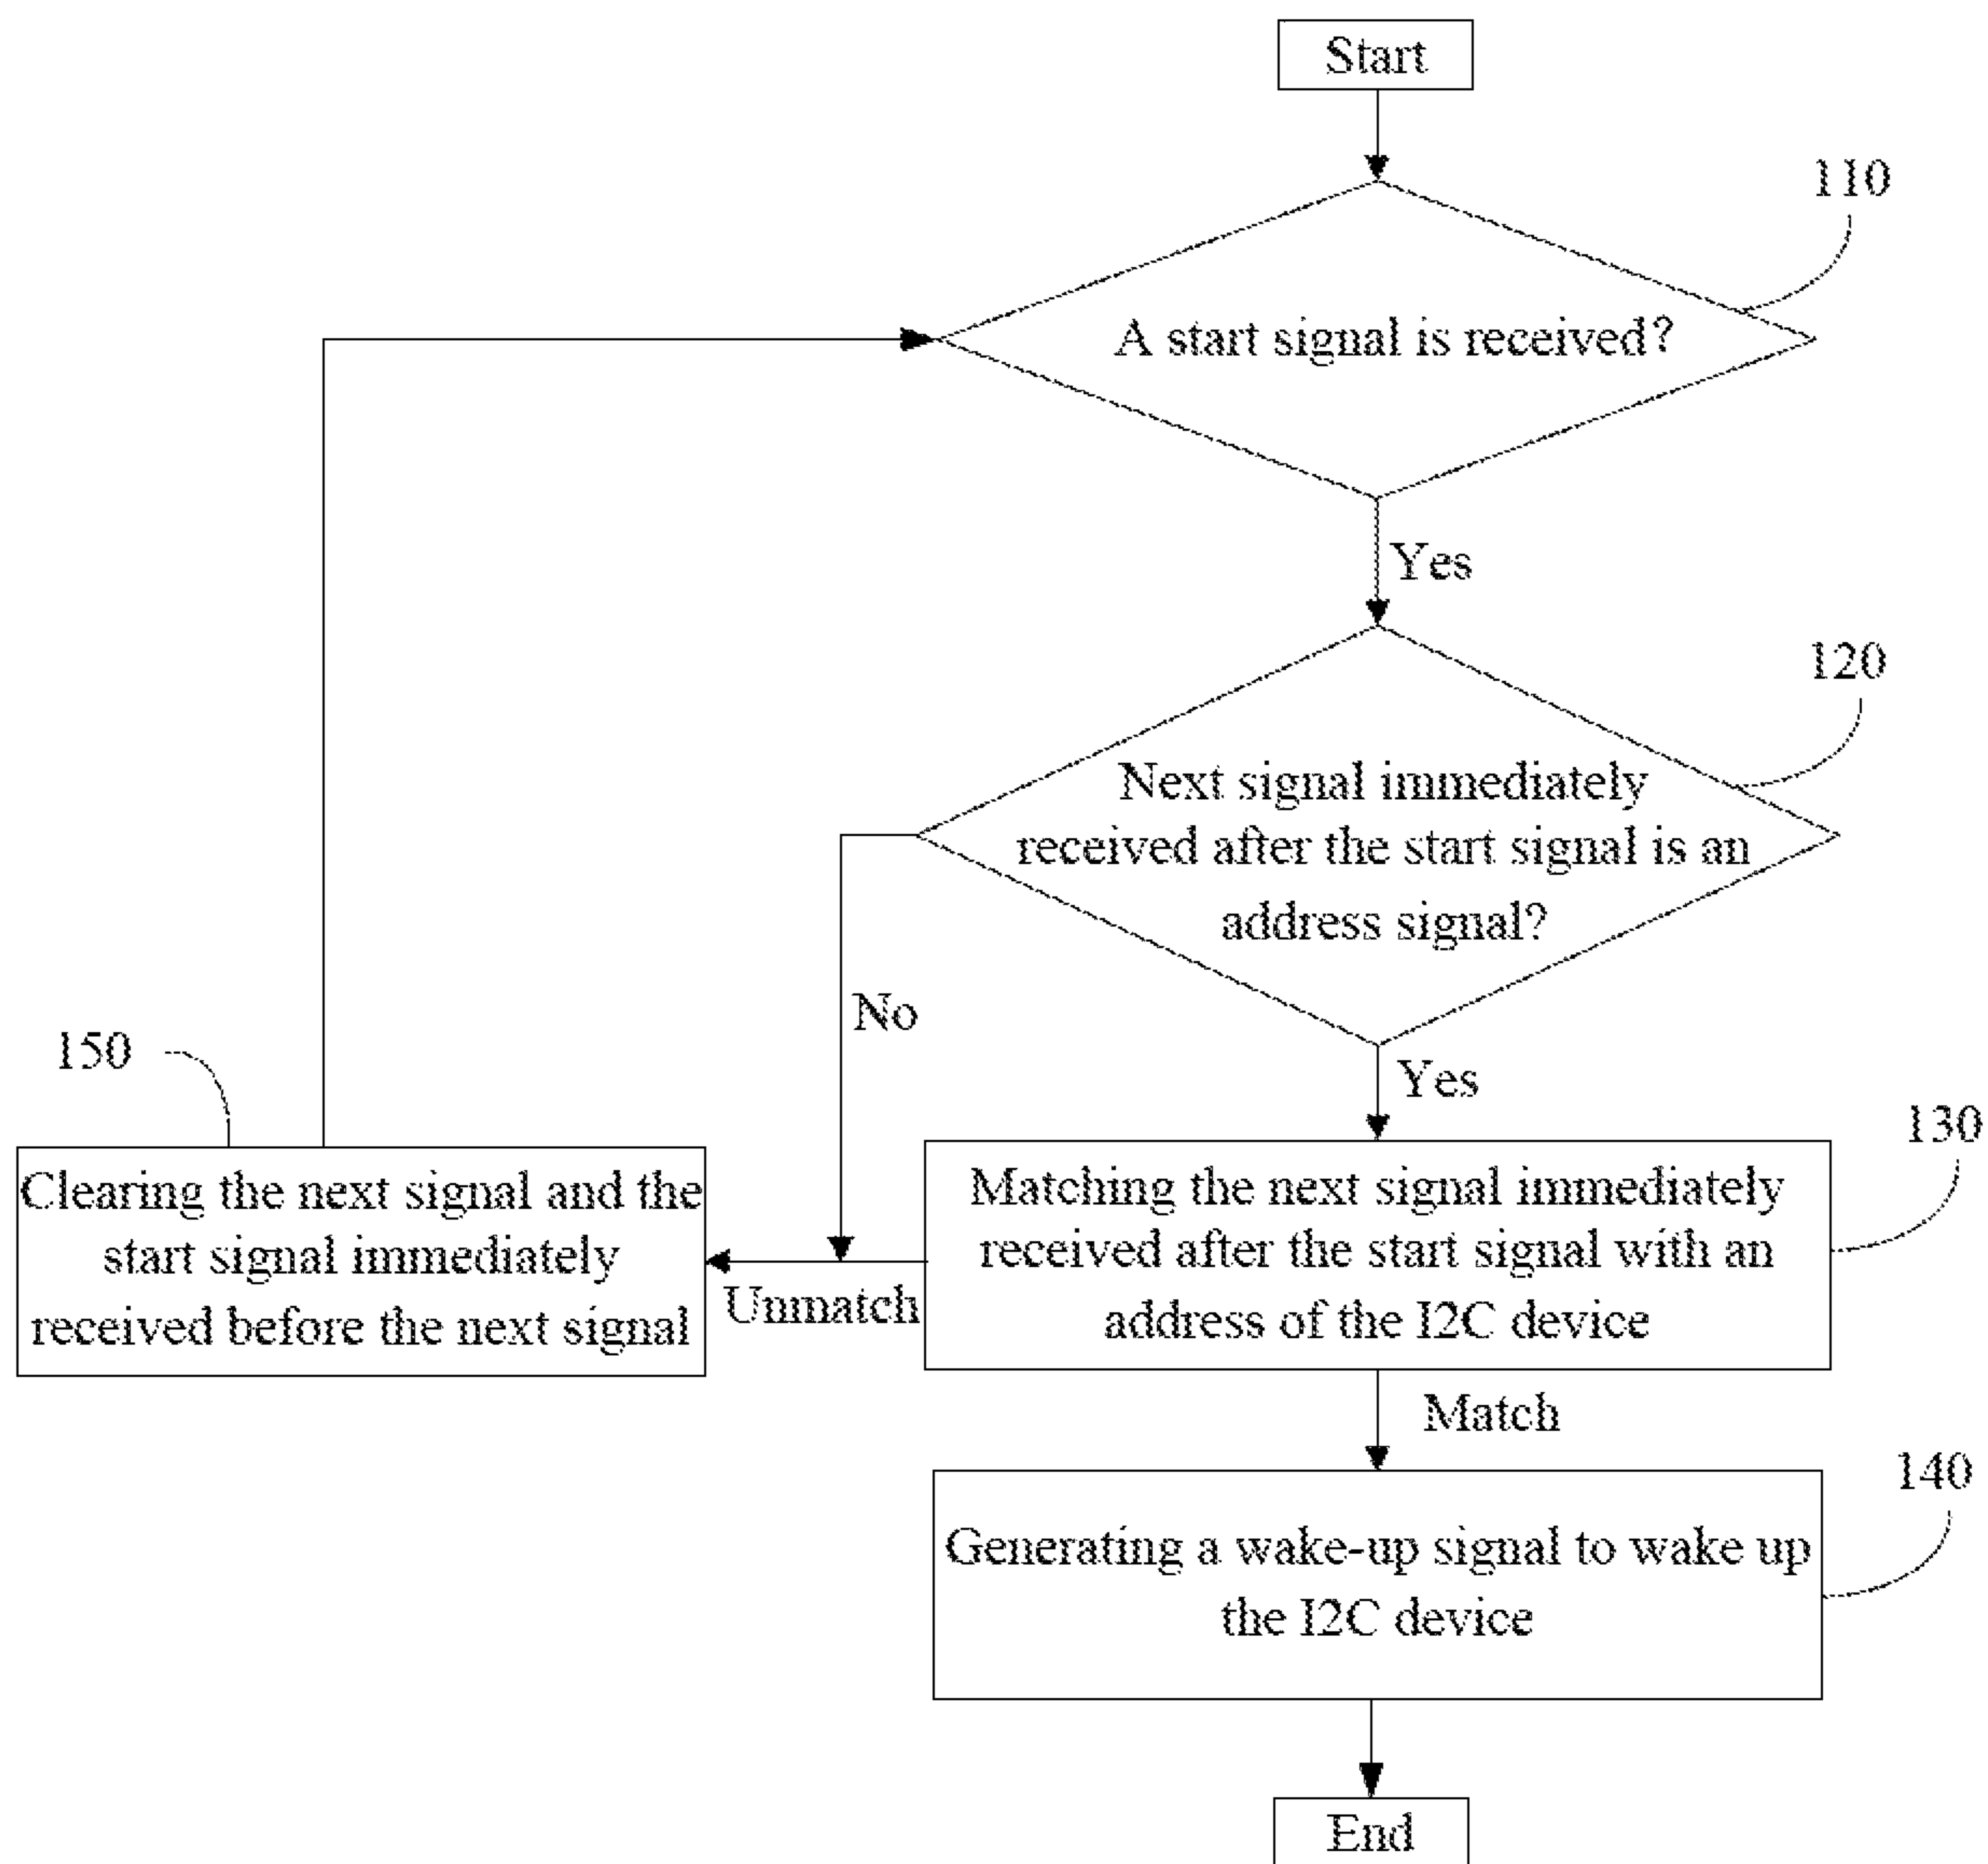 Start
110
A start signal is received?
Yes
120
Next signal immediately
received after the start signal is an
address signal?
No
Yes
150
130
Clearing the next signal and the
start signal immediately
received before the next signal
Unmatch
Matching the next signal immediately
received after the start signal with an
address of the I2C device
Match
140
Generating a wake-up signal to wake up
the I2C device
End